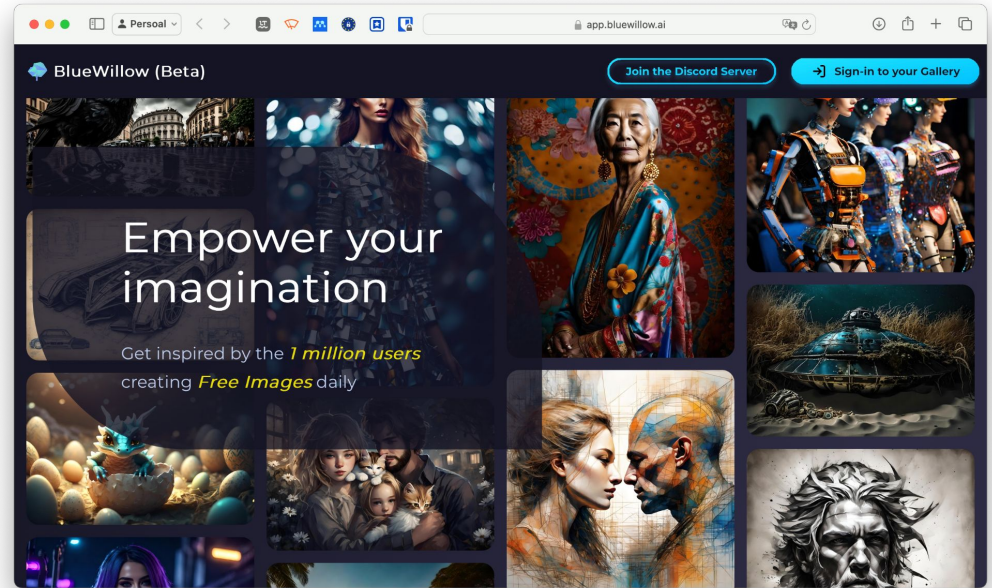 Persoal
app.bluewillow.ai
BlueWillow (Beta)
Join the Discord Server
Sign-in to your Gallery
Empower your
imagination
Get inspired by the 1 million users
creating Free Images daily